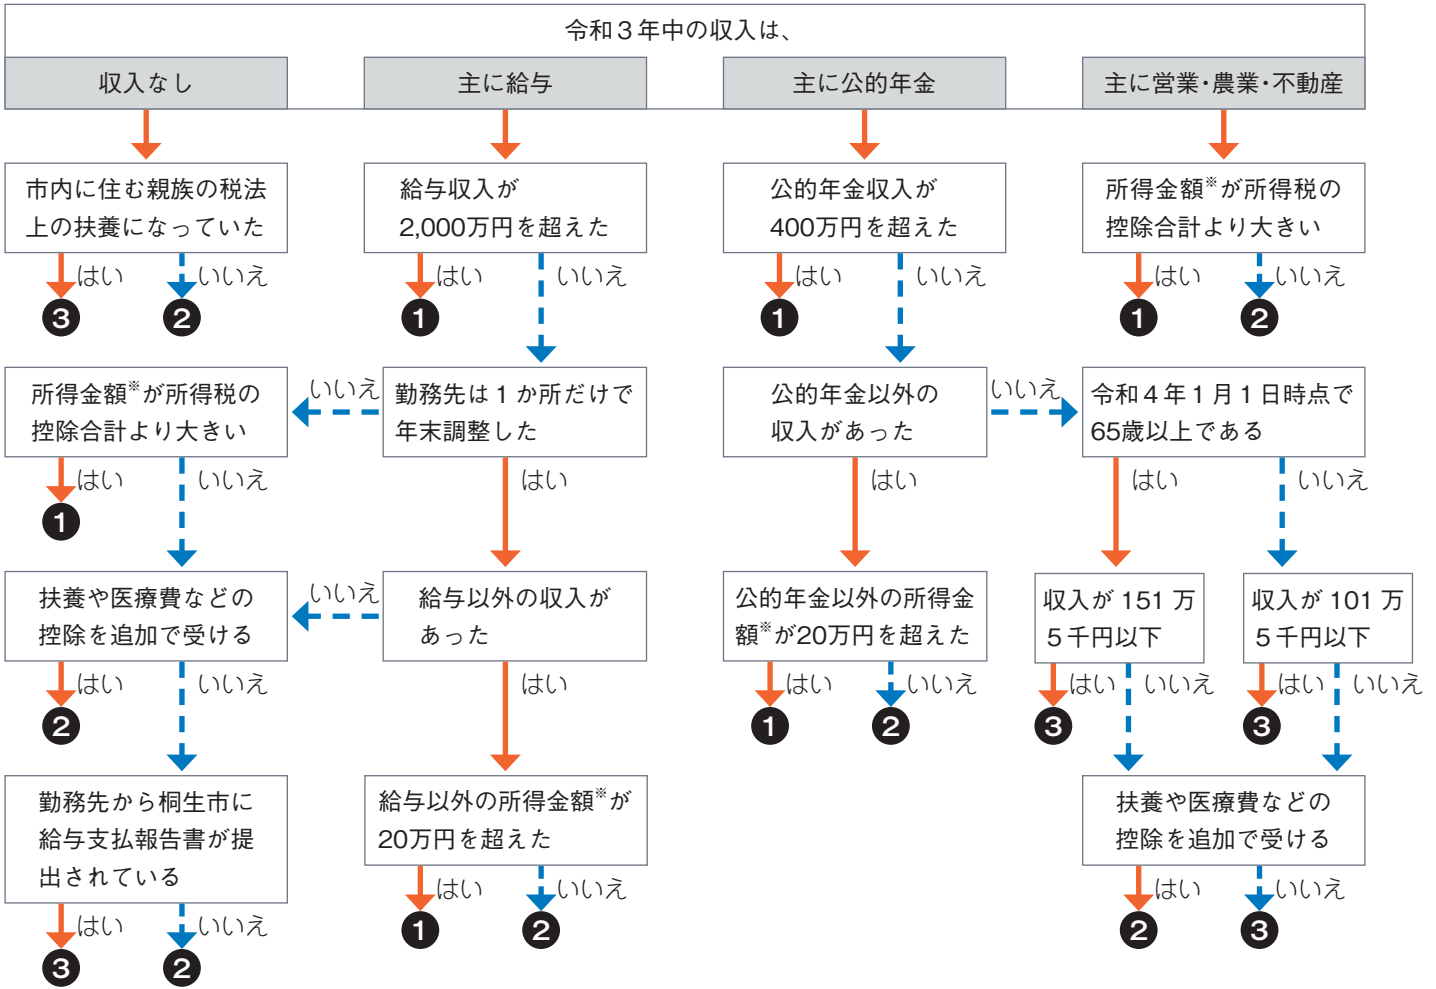 令和３年中の収入は、
収入なし
主に給与
主に公的年金
主に営業・農業・不動産
市内に住む親族の税法
上の扶養になっていた
はい
いいえ
3
2
給与収入が
2,000万円を超えた
はい
いいえ
1
公的年金収入が
400万円を超えた
はい
いいえ
1
所得金額※が所得税の
控除合計より大きい
はい
いいえ
1
2
所得金額※が所得税の
控除合計より大きい
はい
いいえ
1
いいえ
勤務先は１か所だけで
年末調整した
はい
公的年金以外の
収入があった
いいえ
はい
令和４年１月１日時点で
65歳以上である
はい
いいえ
扶養や医療費などの
控除を追加で受ける
はい
いいえ
2
いいえ
給与以外の収入が
あった
はい
公的年金以外の所得金
額※が20万円を超えた
はい
いいえ
1
2
収入が 151 万
５千円以下
はい
いいえ
3
収入が 101 万
５千円以下
はい
いいえ
3
勤務先から桐生市に
給与支払報告書が提
出されている
はい
いいえ
3
2
給与以外の所得金額※が
20万円を超えた
はい
いいえ
1
2
扶養や医療費などの
控除を追加で受ける
はい
いいえ
2
3